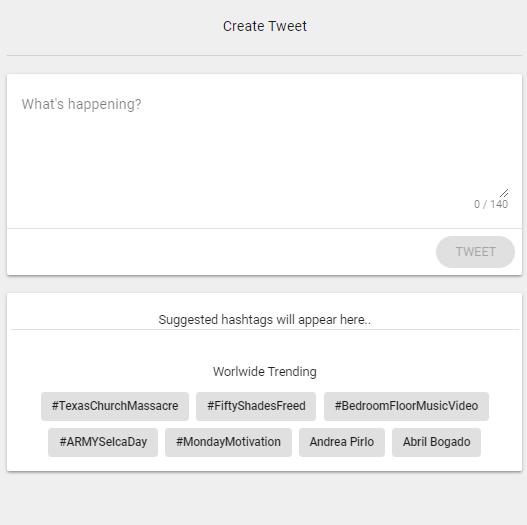 Create Tweet
What's happening?
0 / 140
TWEET
Suggested hashtags will appear here..
Worlwide Trending
#TexasChurchMassacre #FiftyShadesFreed #BedroomFloorMusicVideo
#ARMYSelcaDay #MondayMotivation Andrea Pirlo Abril Bogado